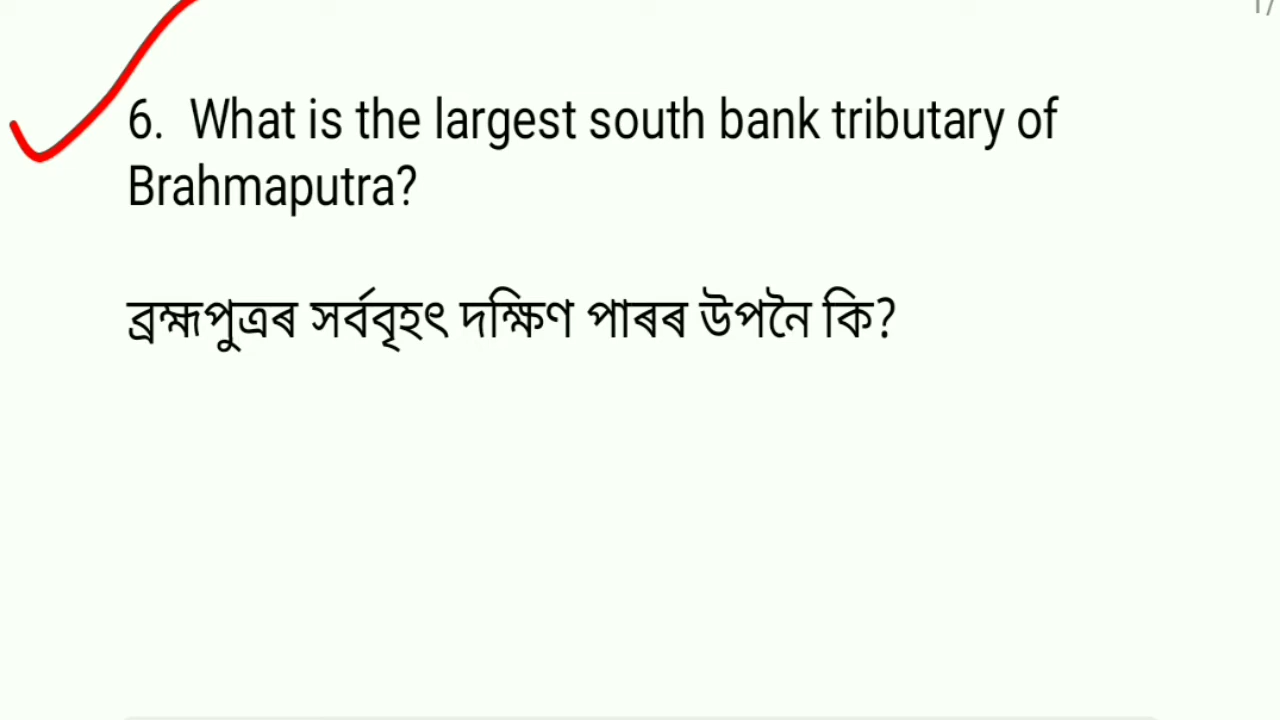 6. What is the largest south bank tributary of
Brahmaputra?
ব্ৰহ্মপুত্ৰৰ সৰ্ববৃহৎ দক্ষিণ পাৰৰ উপনৈ কি?